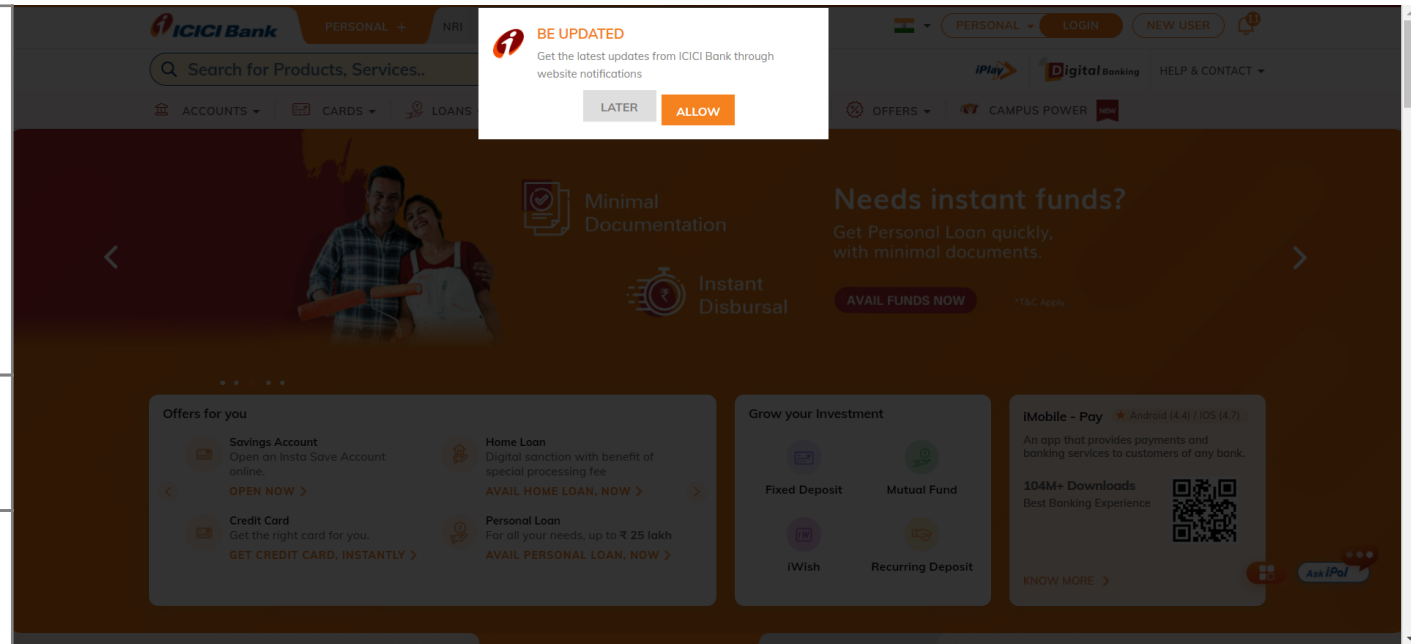 ICICI Bank
PERSONAL +
NRI
BE UPDATED
Get the latest updates from ICICI Bank through
website notifications
LATER
ALLOW
PERSONAL
LOGIN
NEW USER
11
Search for Products, Services..
iPlay
Digital Banking
HELP & CONTACT
ACCOUNTS
CARDS
LOANS
OFFERS
CAMPUS POWER
NEW
Minimal
Documentation
Instant
Disbursal
Needs instant funds?
Get Personal Loan quickly,
with minimal documents.
AVAIL FUNDS NOW
*T&C Apply
Offers for you
Savings Account
Open an Insta Save Account
online.
OPEN NOW >
Home Loan
Digital sanction with benefit of
special processing fee
AVAIL HOME LOAN, NOW >
Credit Card
Get the right card for you.
GET CREDIT CARD, INSTANTLY >
Personal Loan
For all your needs, up to ₹ 25 lakh
AVAIL PERSONAL LOAN, NOW >
Grow your Investment
Fixed Deposit
Mutual Fund
iWish
Recurring Deposit
iMobile - Pay
★ Android (4.4) / iOS (4.7)
An app that provides payments and
banking services to customers of any bank.
104M+ Downloads
Best Banking Experience
KNOW MORE >
Ask iPal